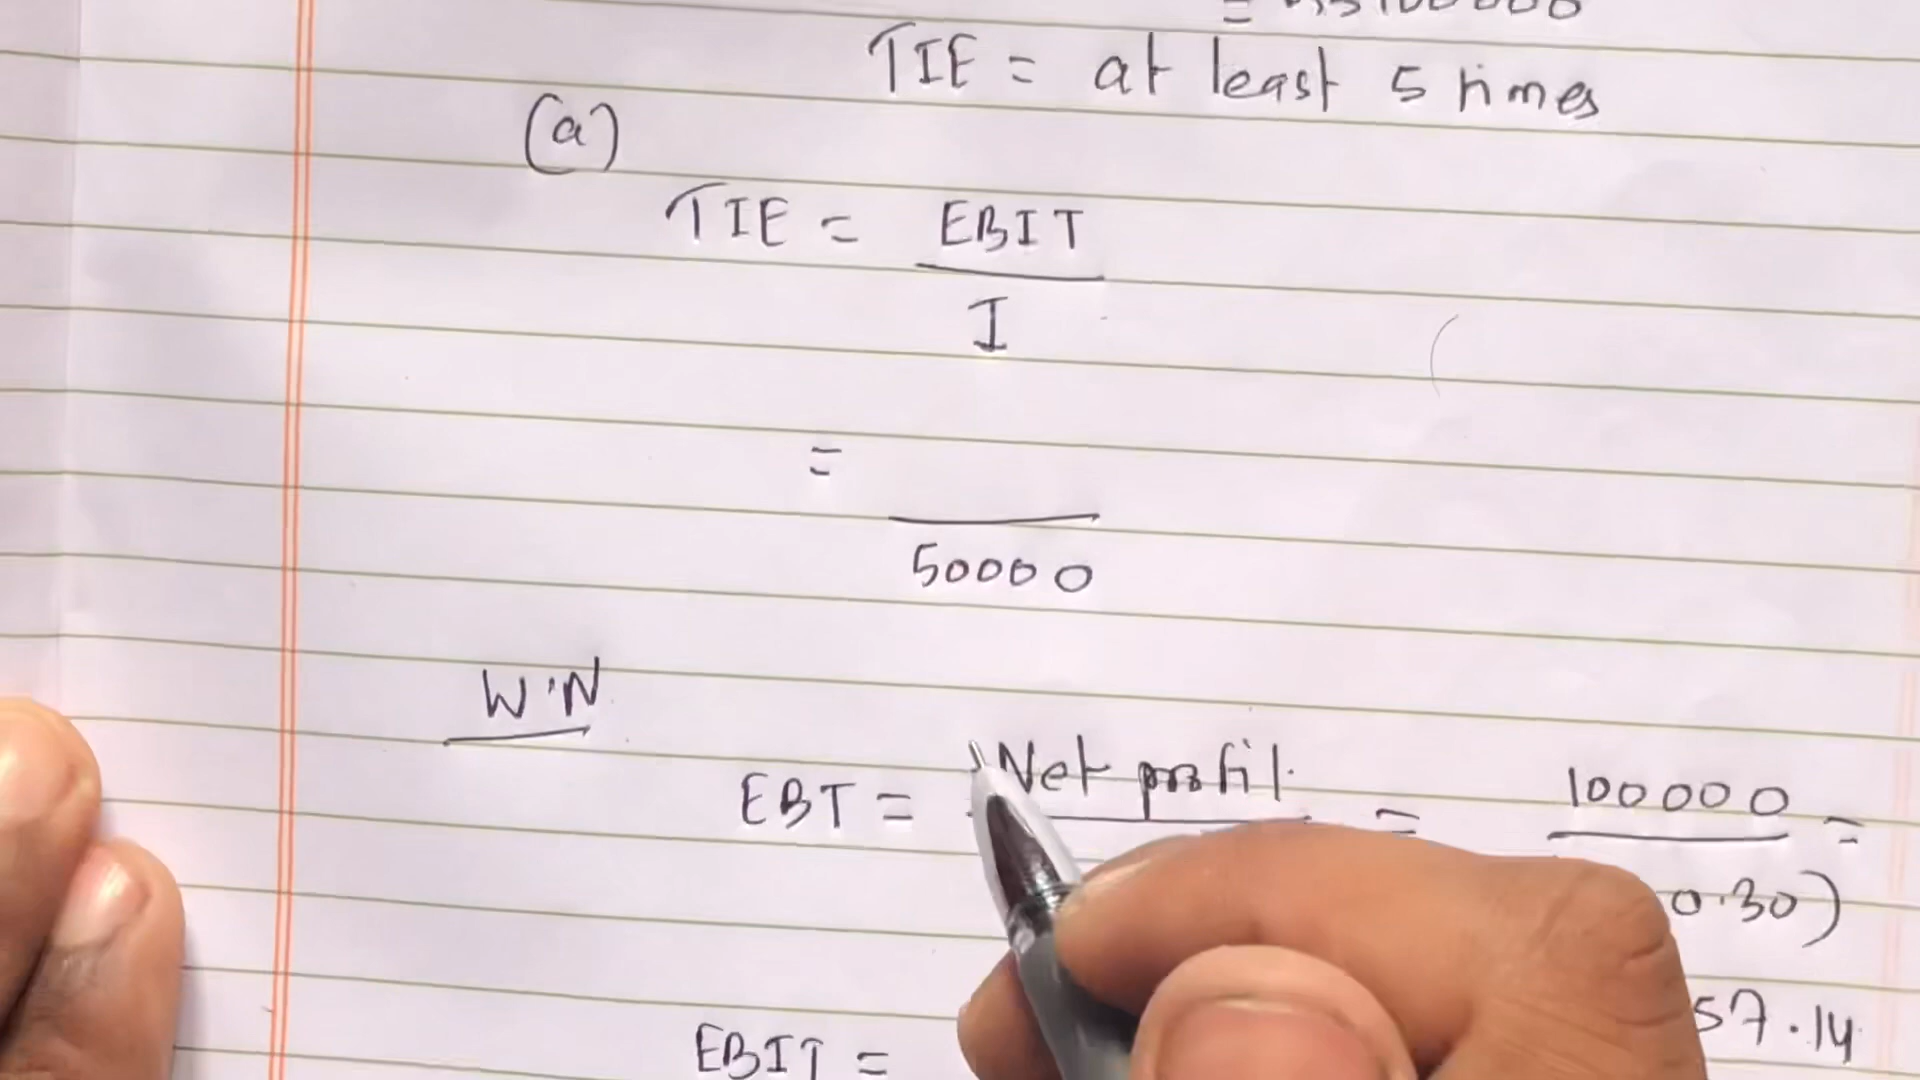 TIE = at least 5 times
(a)
TIE = EBIT
I
=
50000
W.N
EBT = Net profit = 100000 =
0.30)
57.14
EBIT =